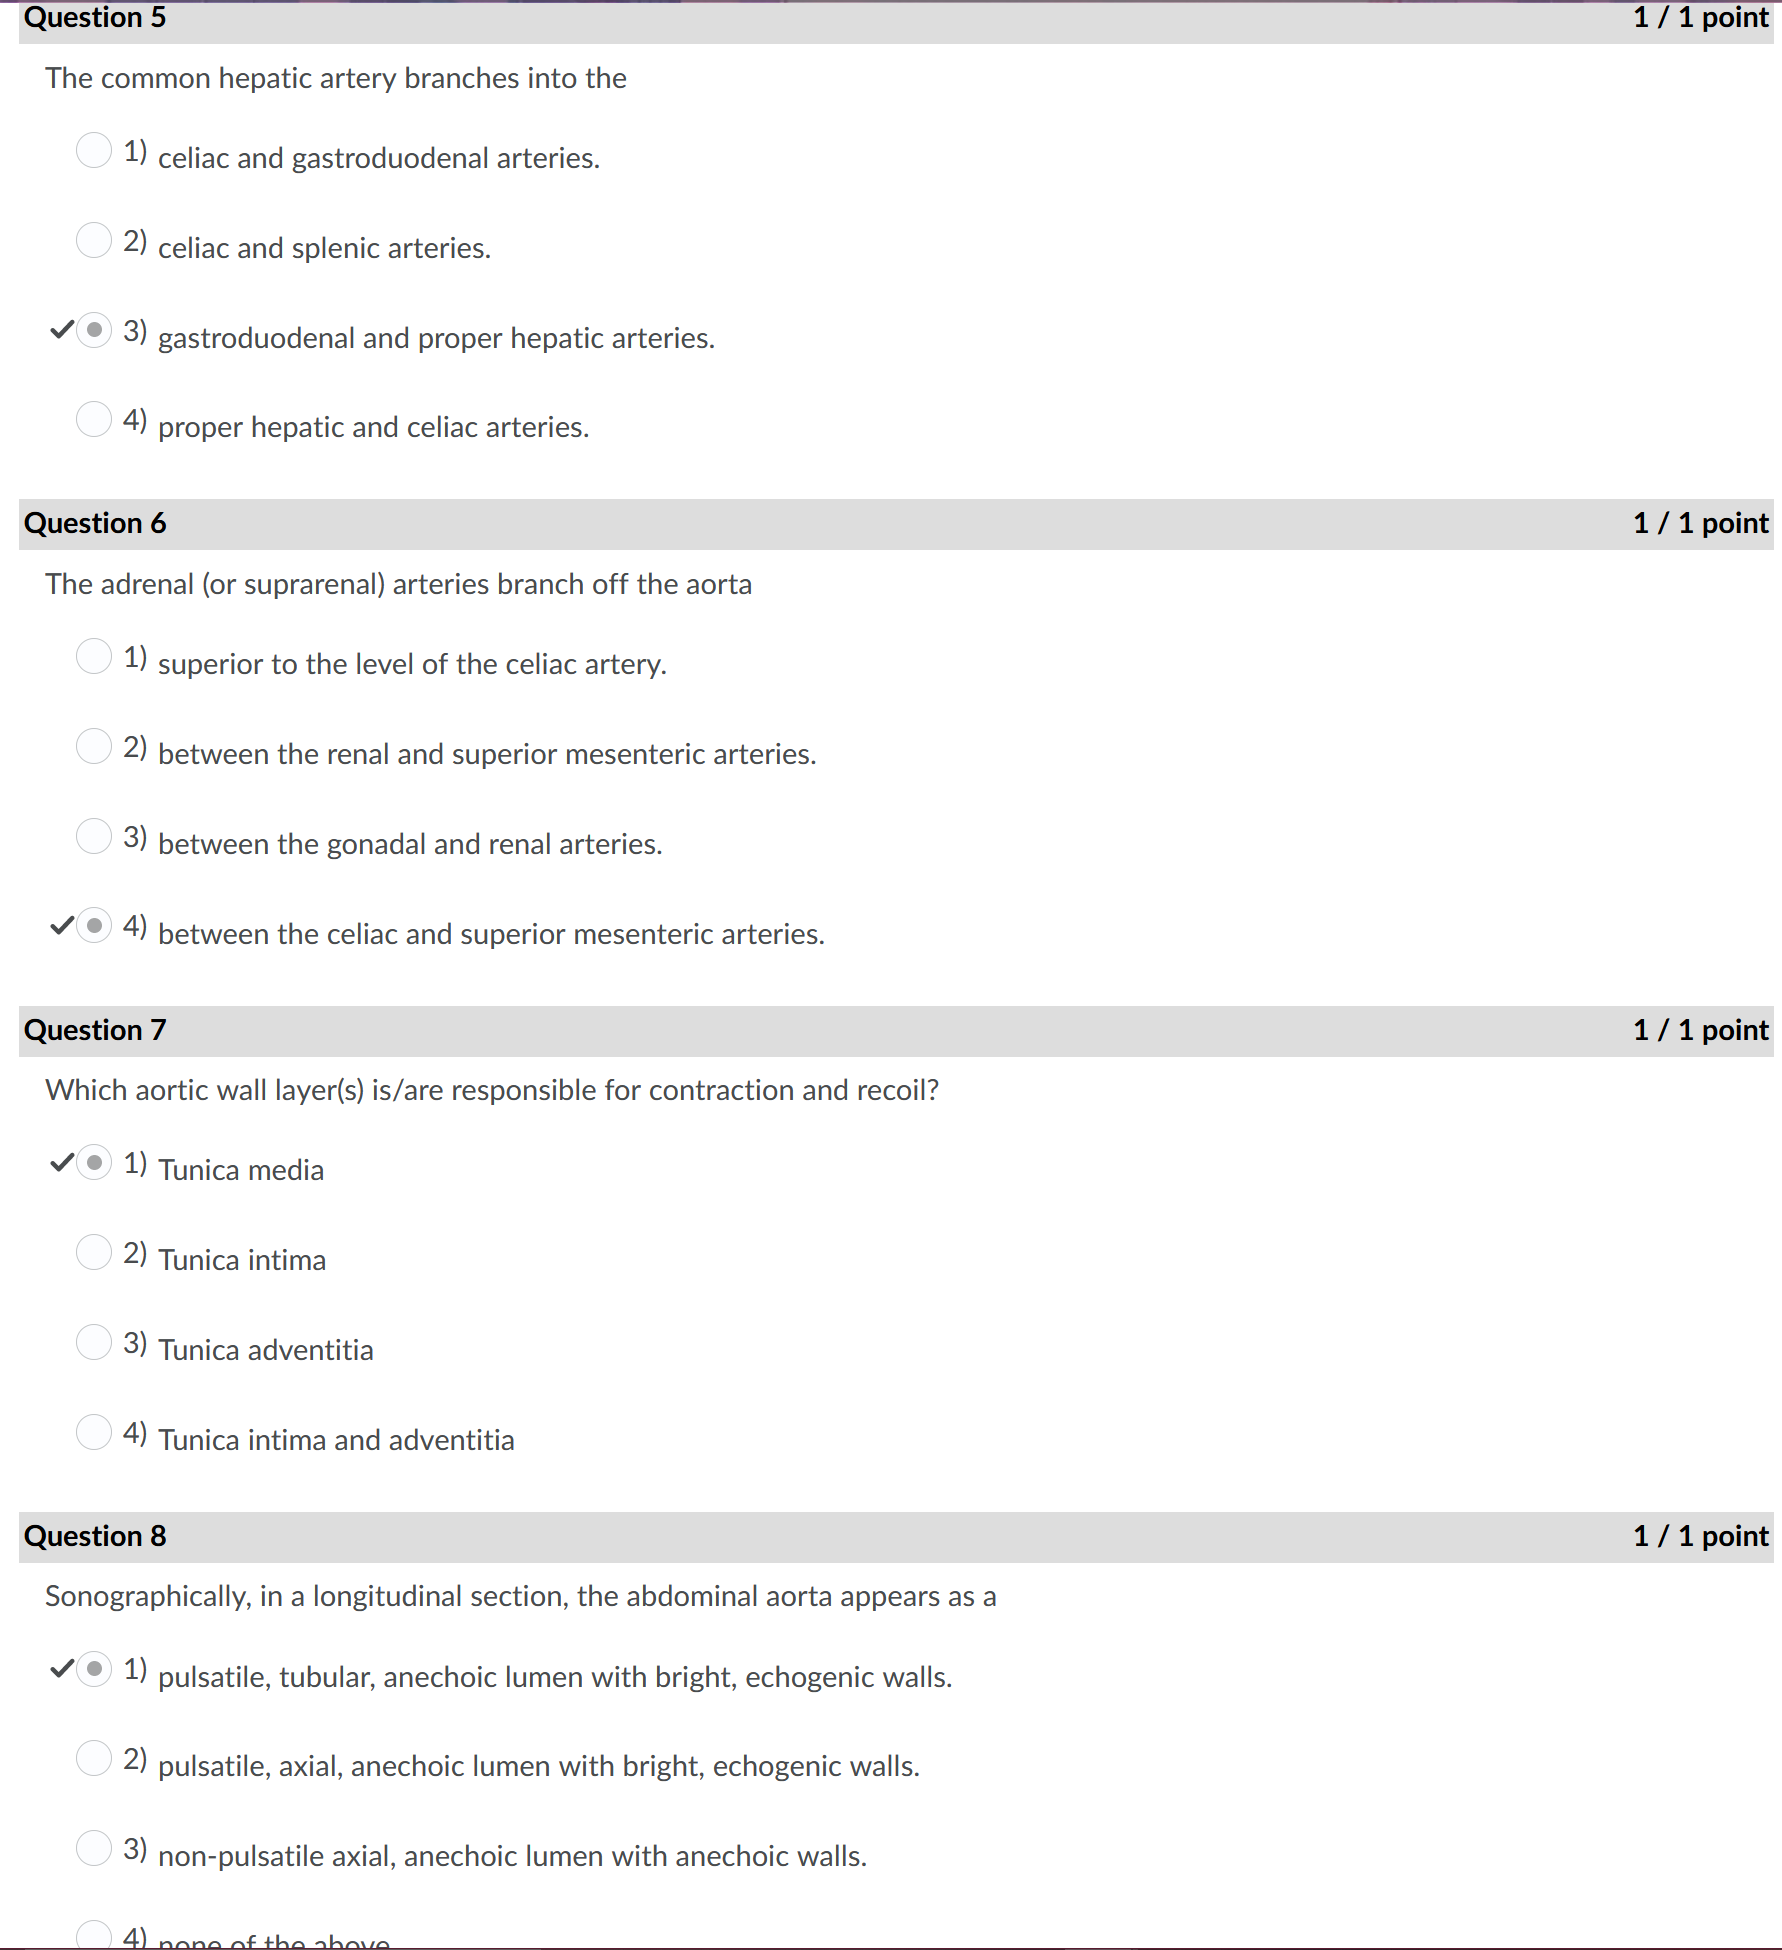 Question 5 1 / 1 point
The common hepatic artery branches into the
1) celiac and gastroduodenal arteries.
2) celiac and splenic arteries.
3) gastroduodenal and proper hepatic arteries.
4) proper hepatic and celiac arteries.
Question 6 1 / 1 point
The adrenal (or suprarenal) arteries branch off the aorta
1) superior to the level of the celiac artery.
2) between the renal and superior mesenteric arteries.
3) between the gonadal and renal arteries.
4) between the celiac and superior mesenteric arteries.
Question 7 1 / 1 point
Which aortic wall layer(s) is/are responsible for contraction and recoil?
1) Tunica media
2) Tunica intima
3) Tunica adventitia
4) Tunica intima and adventitia
Question 8 1 / 1 point
Sonographically, in a longitudinal section, the abdominal aorta appears as a
1) pulsatile, tubular, anechoic lumen with bright, echogenic walls.
2) pulsatile, axial, anechoic lumen with bright, echogenic walls.
3) non-pulsatile axial, anechoic lumen with anechoic walls.
4) none of the above